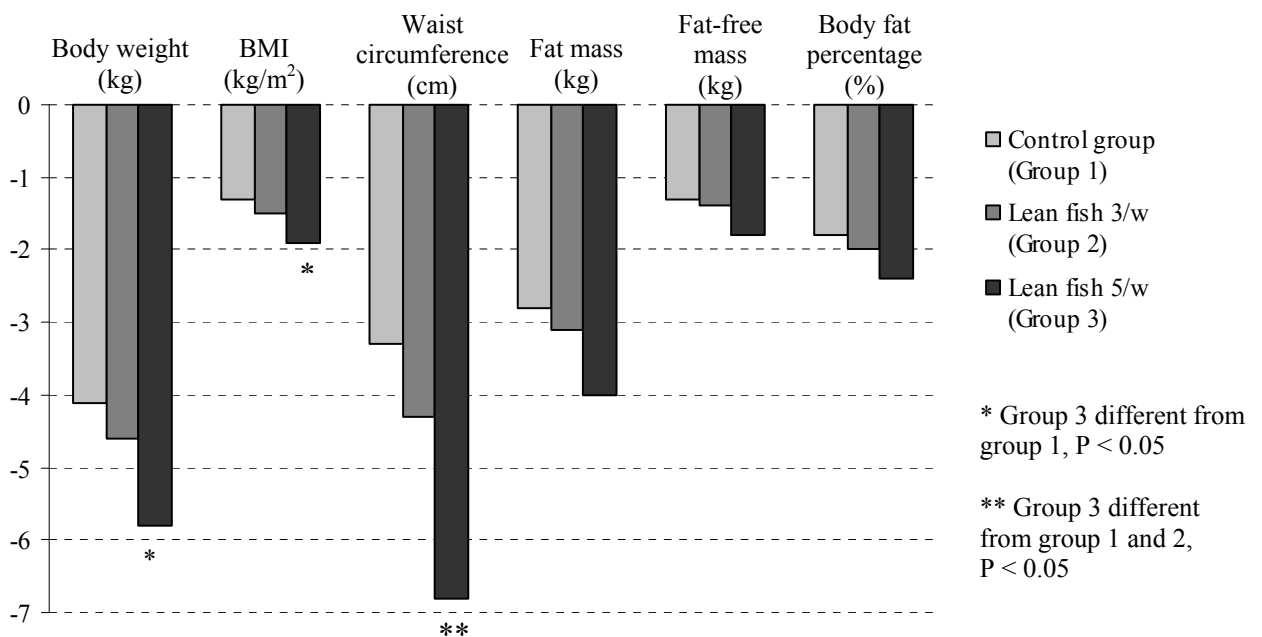 Body weight
(kg)
BMI
(kg/m²)
Waist
circumference
(cm)
Fat mass
(kg)
Fat-free
mass
(kg)
Body fat
percentage
(%)
0
-1
-2
-3
-4
-5
-6
-7
*
*
**
Control group
(Group 1)
Lean fish 3/w
(Group 2)
Lean fish 5/w
(Group 3)
* Group 3 different from
group 1, P < 0.05
** Group 3 different
from group 1 and 2,
P < 0.05